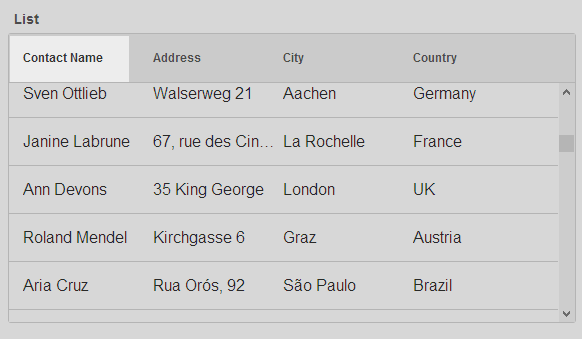 List
Contact Name Address City Country
Sven Ottlieb Walserweg 21 Aachen Germany
Janine Labrune 67, rue des Cin... La Rochelle France
Ann Devons 35 King George London UK
Roland Mendel Kirchgasse 6 Graz Austria
Aria Cruz Rua Orós, 92 São Paulo Brazil